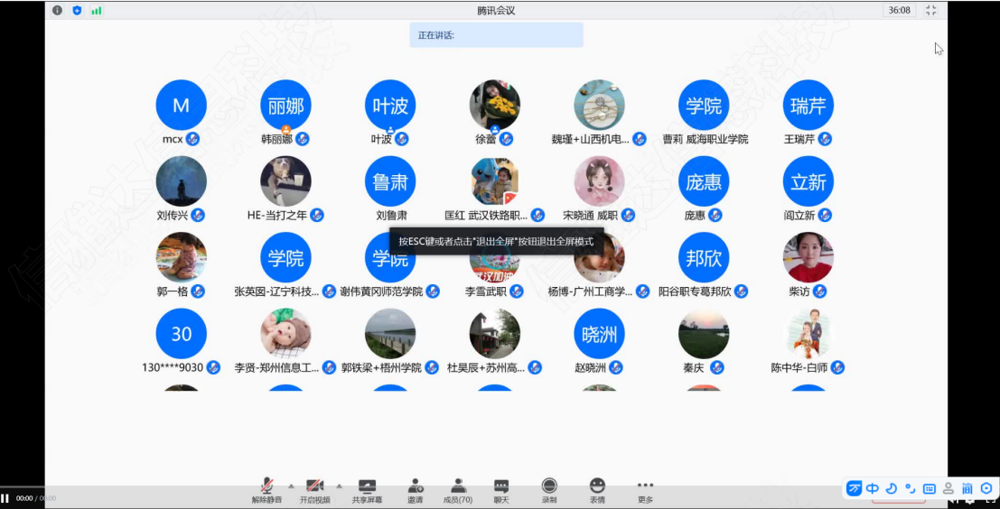 腾讯会议
36:08
正在讲话:
M
丽娜
叶波
学院
瑞芹
mcx
韩丽娜
叶波
徐蕾
魏瑾+山西机电...
曹莉 威海职业学院
王瑞芹
鲁肃
庞惠
立新
刘传兴
HE-当打之年
刘鲁肃
匡红 武汉铁路职...
宋晓通 威职
庞惠
阎立新
按ESC键或者点击"退出全屏"按钮退出全屏模式
学院
学院
武汉加油
邦欣
郭一格
张英囡-辽宁科技...
谢伟黄冈师范学院
李雪武职
杨博-广州工商学...
阳谷职专葛邦欣
柴访
30
晓洲
130****9030
李贤-郑州信息工...
郭铁梁+梧州学院
杜昊辰+苏州高...
赵晓洲
秦庆
陈中华-白师
解除静音
开启视频
共享屏幕
邀请
成员(70)
聊天
录制
表情
更多
中
简
00:00 / 00:00